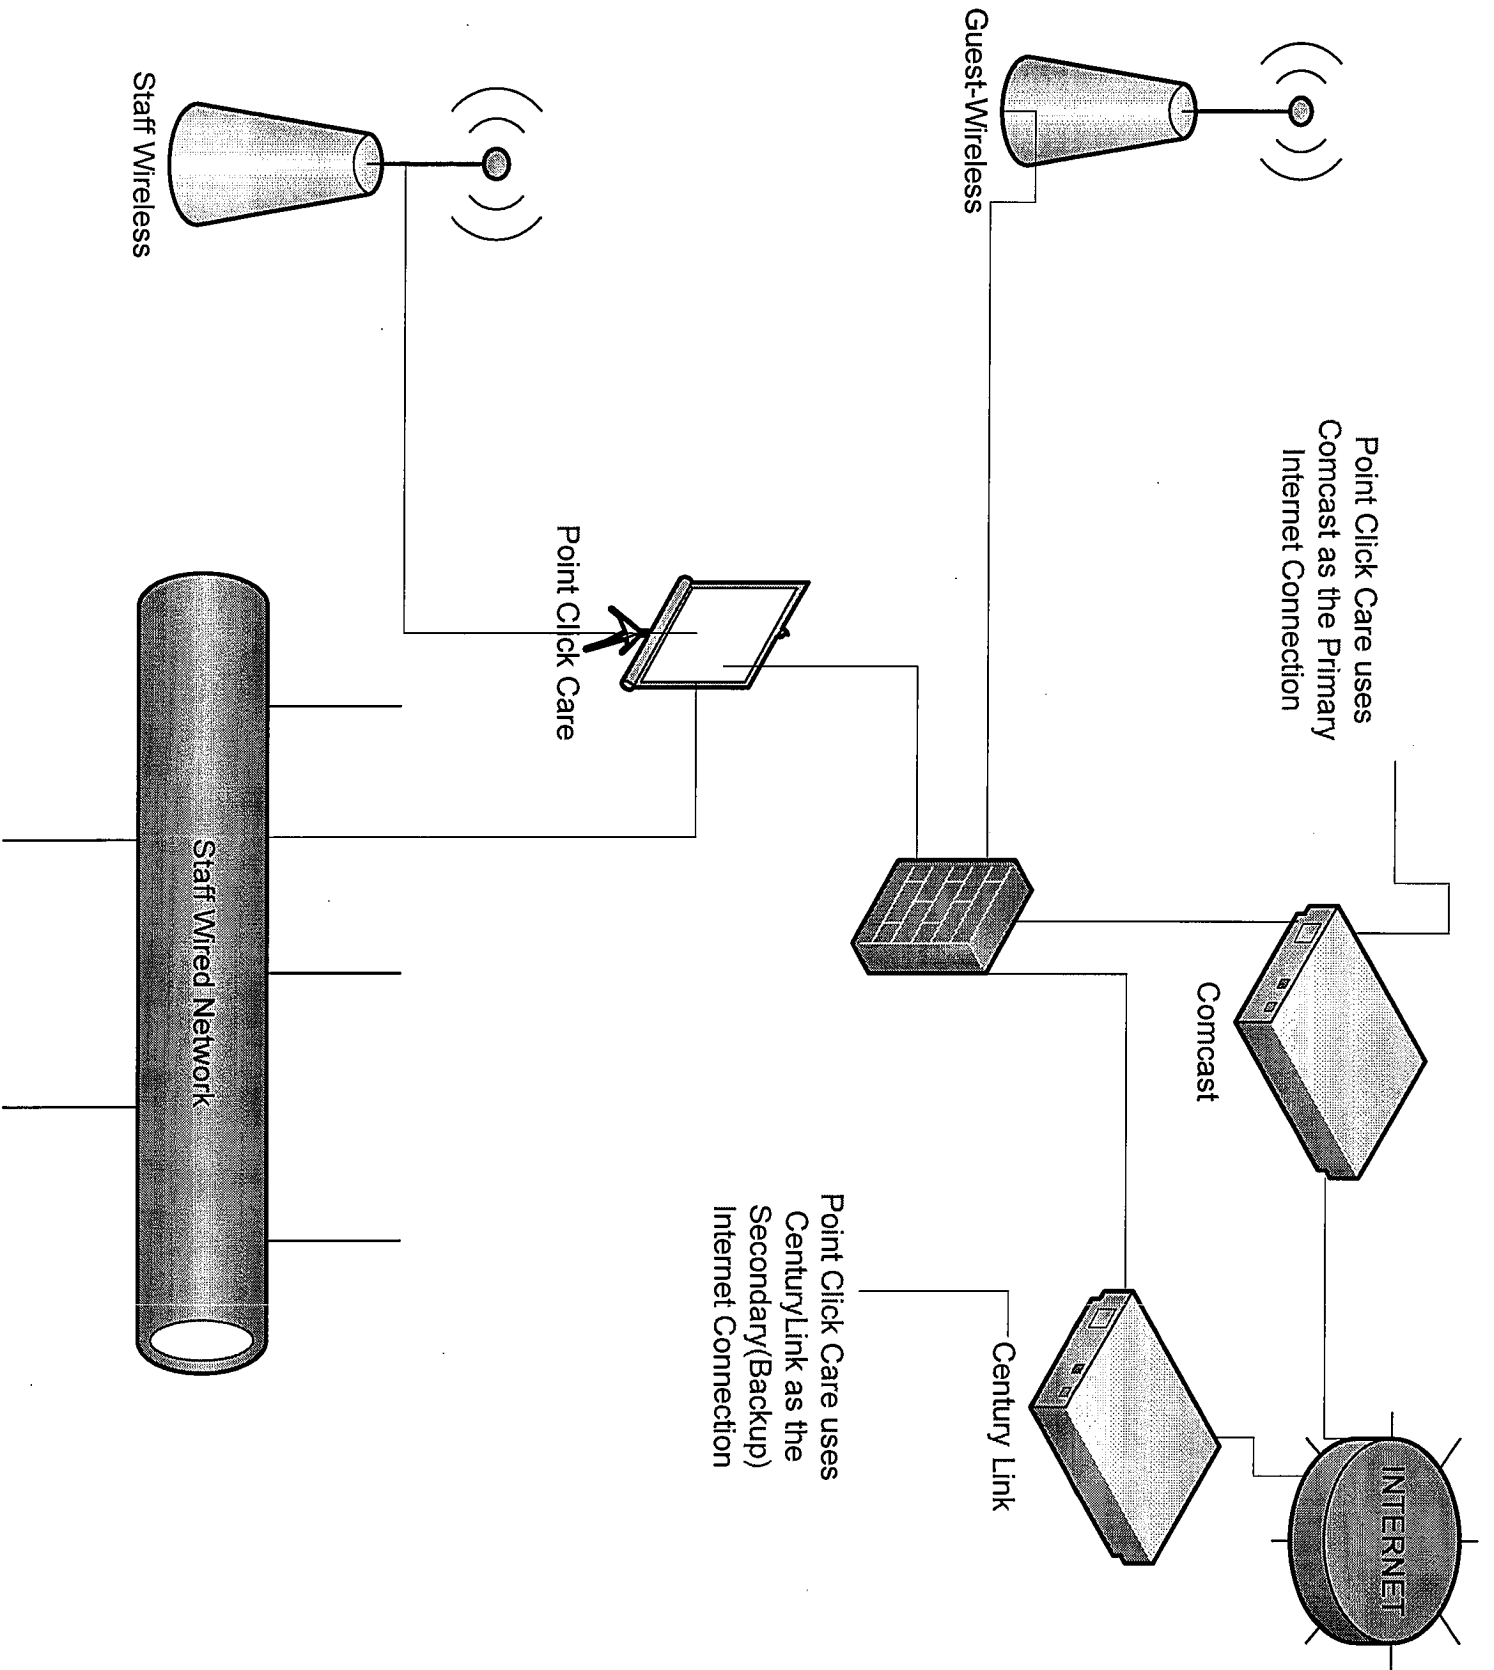 Guest-Wireless
Point Click Care uses
Comcast as the Primary
Internet Connection
Comcast
INTERNET
Century Link
Point Click Care uses
CenturyLink as the
Secondary(Backup)
Internet Connection
Point Click Care
Staff Wireless
Staff Wired Network